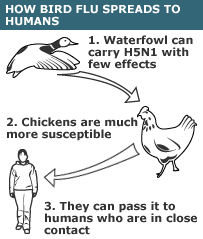 HOW BIRD FLU SPREADS TO
HUMANS
1. Waterfowl can
carry H5N1 with
few effects
2. Chickens are much
more susceptible
3. They can pass it to
humans who are in close
contact